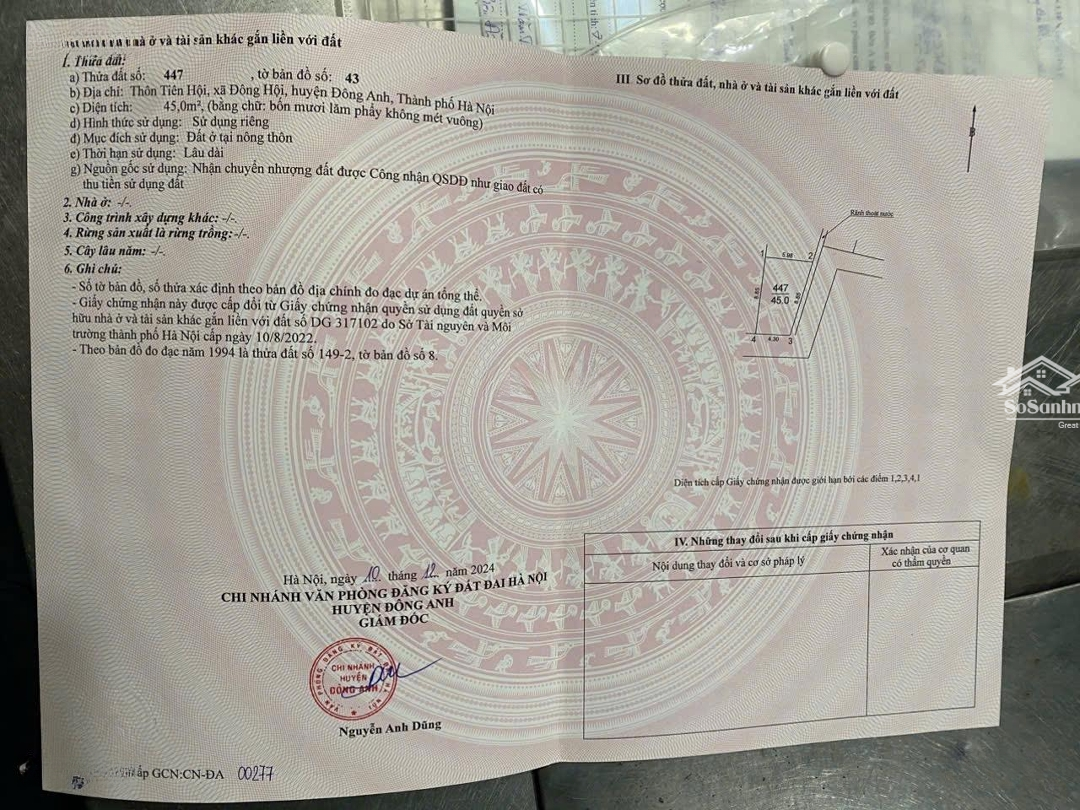 nhà ở và tài sản khác gắn liền với đất
1. Thửa đất:
a) Thửa đất số: 447 , tờ bản đồ số: 43
b) Địa chỉ: Thôn Tiên Hội, xã Đông Hội, huyện Đông Anh, Thành phố Hà Nội
c) Diện tích: 45,0m², (bằng chữ: bốn mươi lăm phẩy không mét vuông)
d) Hình thức sử dụng: Sử dụng riêng
đ) Mục đích sử dụng: Đất ở tại nông thôn
e) Thời hạn sử dụng: Lâu dài
g) Nguồn gốc sử dụng: Nhận chuyển nhượng đất được Công nhận QSDĐ như giao đất có
thu tiền sử dụng đất
2. Nhà ở: -/-.
3. Công trình xây dựng khác: -/-.
4. Rừng sản xuất là rừng trồng: -/-.
5. Cây lâu năm: -/-.
6. Ghi chú:
- Số tờ bản đồ, số thửa xác định theo bản đồ địa chính đo đạc dự án tổng thể.
- Giấy chứng nhận này được cấp đổi từ Giấy chứng nhận quyền sử dụng đất quyền sở
hữu nhà ở và tài sản khác gắn liền với đất số DG 317102 do Sở Tài nguyên và Môi
trường thành phố Hà Nội cấp ngày 10/8/2022.
- Theo bản đồ đo đạc năm 1994 là thửa đất số 149-2, tờ bản đồ số 8.
Hà Nội, ngày 10 tháng 12 năm 2024
CHI NHÁNH VĂN PHÒNG ĐĂNG KÝ ĐẤT ĐAI HÀ NỘI
HUYỆN ĐÔNG ANH
GIÁM ĐỐC
CHI NHÁNH
HUYỆN
ĐÔNG ANH
Nguyễn Anh Dũng
cấp GCN:CN-ĐA 00277
III. Sơ đồ thửa đất, nhà ở và tài sản khác gắn liền với đất
B
Rãnh thoát nước
1
6.98
2
447
45.0
4
4.30
3
Diện tích cấp Giấy chứng nhận được giới hạn bởi các điểm 1,2,3,4,1
IV. Những thay đổi sau khi cấp giấy chứng nhận
Nội dung thay đổi và cơ sở pháp lý
Xác nhận của cơ quan
có thẩm quyền
SoSanhn
Great